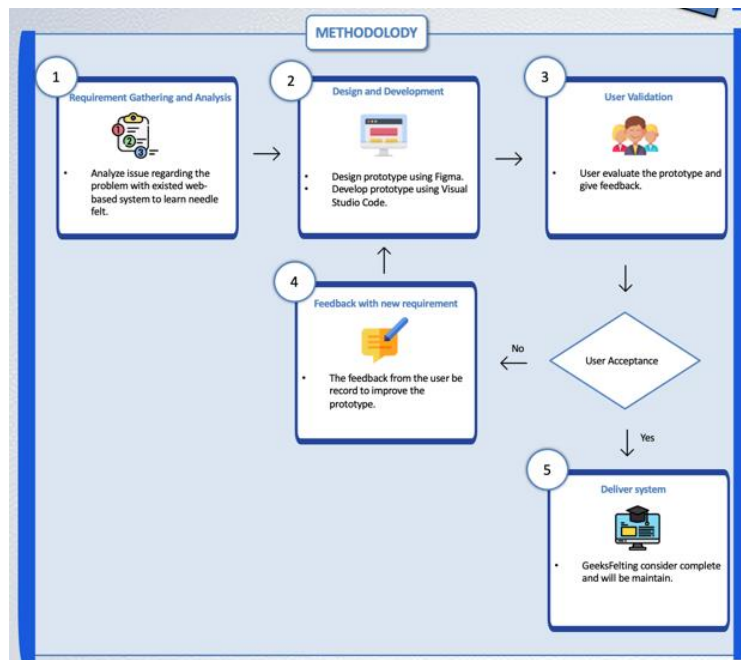 METHODOLODY
1
Requirement Gathering and Analysis
1
2
3
• Analyze issue regarding the
problem with existed web-
based system to learn needle
felt.
2
Design and Development
• Design prototype using Figma.
• Develop prototype using Visual
Studio Code.
3
User Validation
• User evaluate the prototype and
give feedback.
4
Feedback with new requirement
• The feedback from the user be
record to improve the
prototype.
No
User Acceptance
Yes
5
Deliver system
• GeeksFelting consider complete
and will be maintain.